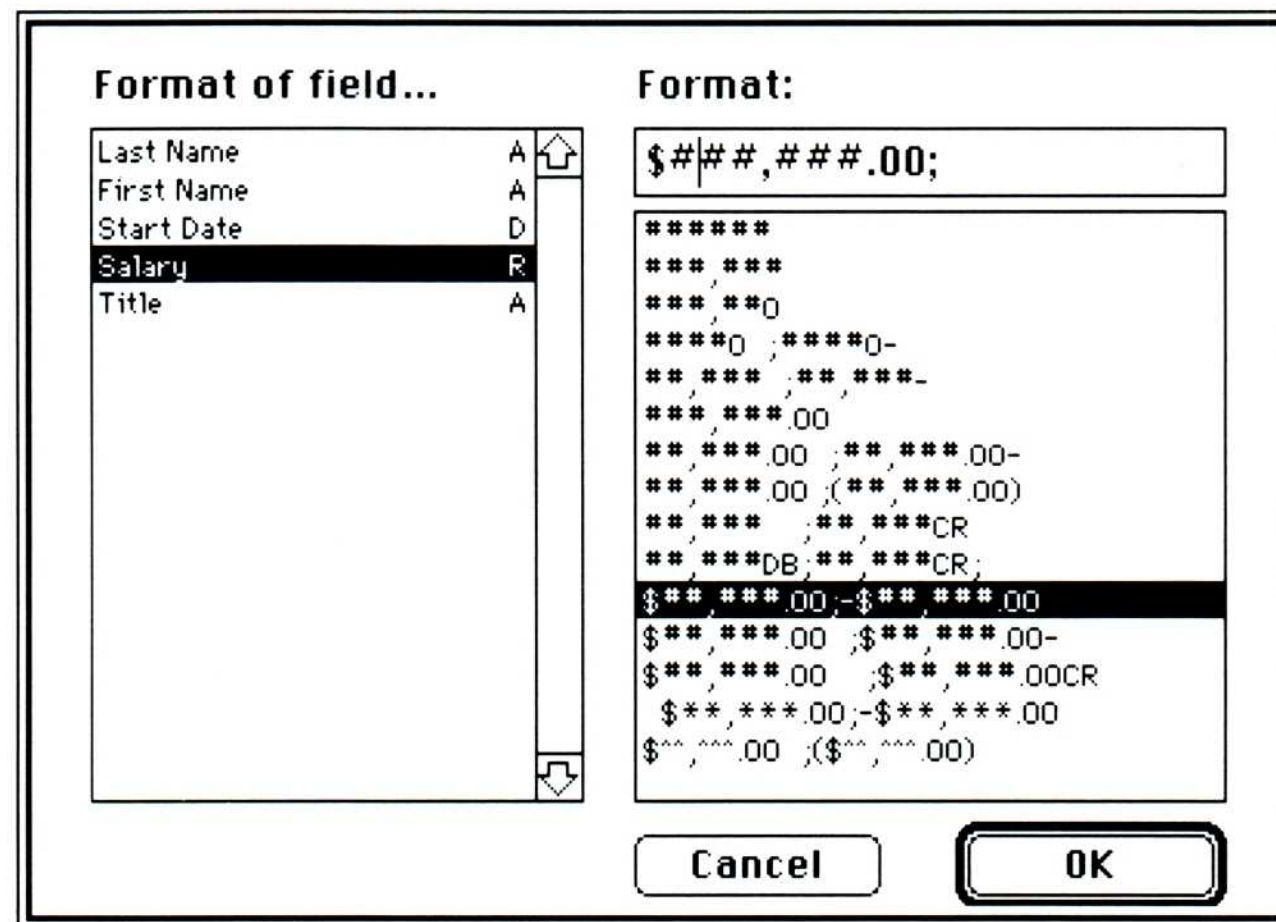 Format of field...
Last Name A
First Name A
Start Date D
Salary R
Title A
Format:
$###,###.00;
######
###,###
###,##0
####0 ;####0-
##,### ;##,###-
###,###.00
##,###.00 ;##,###.00-
##,###.00 ;(##,###.00)
##,### ;##,###CR
##,###DB;##,###CR;
$##,###.00;-$##,###.00
$##,###.00 ;$##,###.00-
$##,###.00 ;$##,###.00CR
$**,***.00;-$**,***.00
$^^,^^^.00 ;($^^,^^^.00)
Cancel
OK